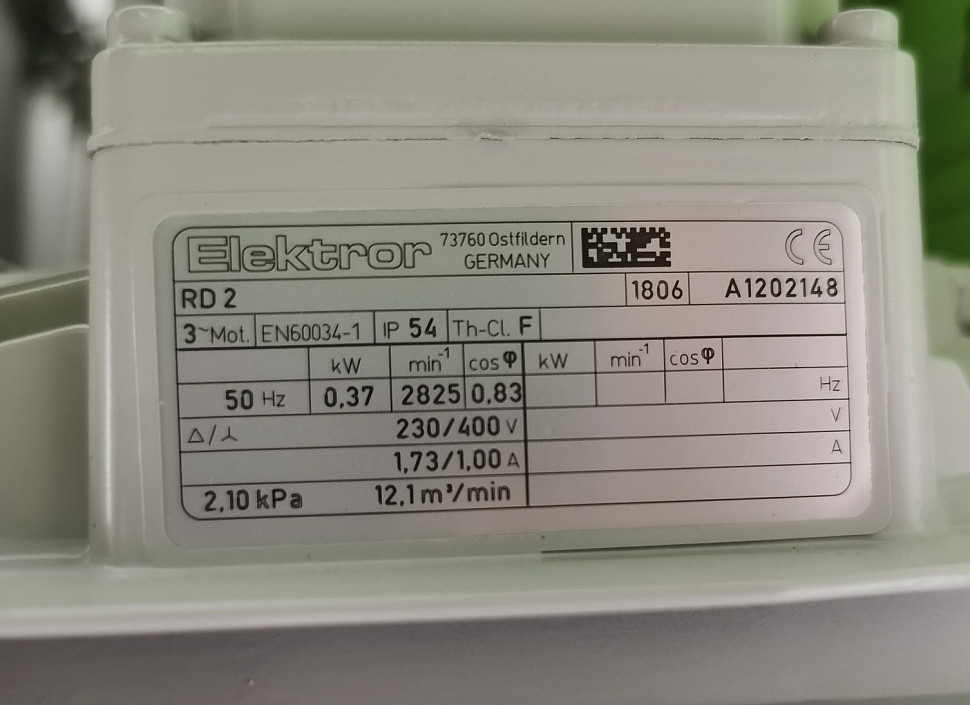 Elektror 73760 Ostfildern
GERMANY CE
RD 2 1806 A1202148
3~Mot. EN60034-1 IP 54 Th-Cl. F
kW min⁻¹ cosφ kW min⁻¹ cosφ
50 Hz 0,37 2825 0,83 Hz
△/⅄ 230/400 V V
1,73/1,00 A A
2,10 kPa 12,1 m³/min